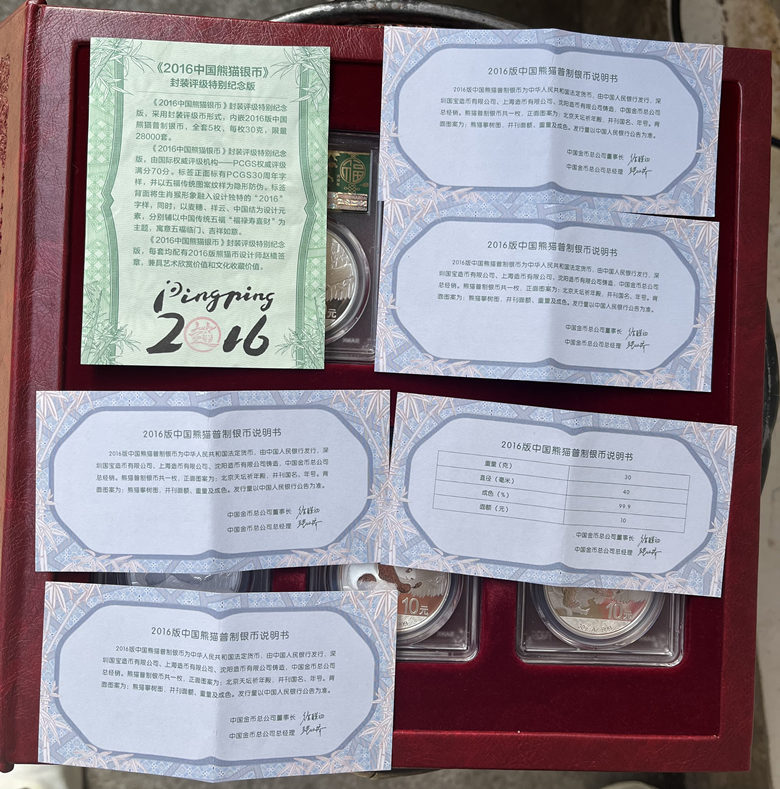 《2016中国熊猫银币》
封装评级特别纪念版
《2016中国熊猫银币》封装评级特别纪念
版，采用封装评级币形式，内嵌2016版中国
熊猫普制银币，全套5枚，每枚30克，限量
28000套。
《2016中国熊猫银币》封装评级特别纪念版，
由国际权威评级机构——PCGS权威评级
满分70分。标签正面标有PCGS30周年字
样，并以五福传统图案纹样为隐形防伪。标签
背面将生肖猴形象融入设计独特的“2016”
字样，同时，以麦穗、祥云、中国结为设计元
素，分别辅以中国传统五福“福禄寿喜财”为
主题，寓意五福临门、吉祥如意。
《2016中国熊猫银币》封装评级特别纪念
版，每套均配有2016版熊猫币设计师赵樯签
章，兼具艺术欣赏价值和文化收藏价值。
Pingping
2016
福
元
2016版中国熊猫普制银币说明书
2016版中国熊猫普制银币为中华人民共和国法定货币，由中国人民银行发行，深
圳国宝造币有限公司、上海造币有限公司、沈阳造币有限公司铸造，中国金币总公司
总经销。熊猫普制银币共一枚，正面图案为：北京天坛祈年殿，并刊国名、年号。背
面图案为：熊猫攀树图，并刊面额、重量及成色。发行量以中国人民银行公告为准。
中国金币总公司董事长
中国金币总公司总经理
2016版中国熊猫普制银币说明书
2016版中国熊猫普制银币为中华人民共和国法定货币，由中国人民银行发行，深
圳国宝造币有限公司、上海造币有限公司、沈阳造币有限公司铸造，中国金币总公司
总经销。熊猫普制银币共一枚，正面图案为：北京天坛祈年殿，并刊国名、年号。背
面图案为：熊猫攀树图，并刊面额、重量及成色。发行量以中国人民银行公告为准。
中国金币总公司董事长
中国金币总公司总经理
2016版中国熊猫普制银币说明书
2016版中国熊猫普制银币为中华人民共和国法定货币，由中国人民银行发行，深
圳国宝造币有限公司、上海造币有限公司、沈阳造币有限公司铸造，中国金币总公司
总经销。熊猫普制银币共一枚，正面图案为：北京天坛祈年殿，并刊国名、年号。背
面图案为：熊猫攀树图，并刊面额、重量及成色。发行量以中国人民银行公告为准。
中国金币总公司董事长
中国金币总公司总经理
2016版中国熊猫普制银币说明书
重量（克） 30
直径（毫米） 40
成色（%） 99.9
面额（元） 10
中国金币总公司董事长
中国金币总公司总经理
10元
10元
2016版中国熊猫普制银币说明书
2016版中国熊猫普制银币为中华人民共和国法定货币，由中国人民银行发行，深
圳国宝造币有限公司、上海造币有限公司、沈阳造币有限公司铸造，中国金币总公司
总经销。熊猫普制银币共一枚，正面图案为：北京天坛祈年殿，并刊国名、年号。背
面图案为：熊猫攀树图，并刊面额、重量及成色。发行量以中国人民银行公告为准。
中国金币总公司董事长
中国金币总公司总经理